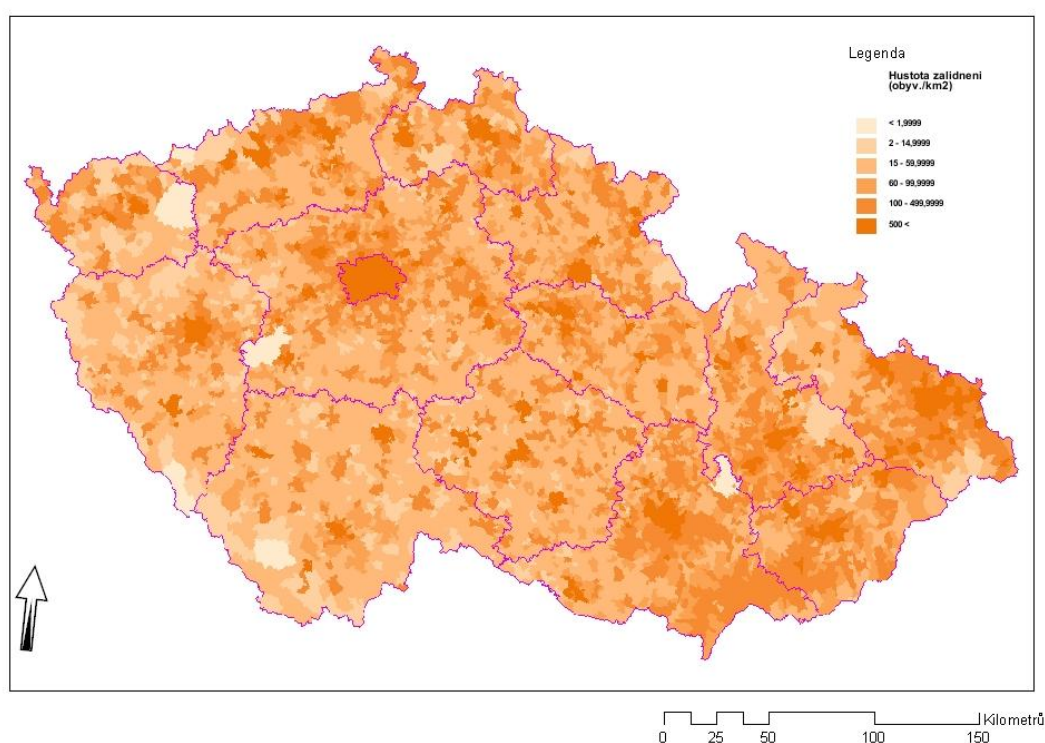 Legenda
Hustota zalidneni
(obyv./km2)
< 1,9999
2 - 14,9999
15 - 59,9999
60 - 99,9999
100 - 499,9999
500 <
Kilometrů
0 25 50 100 150